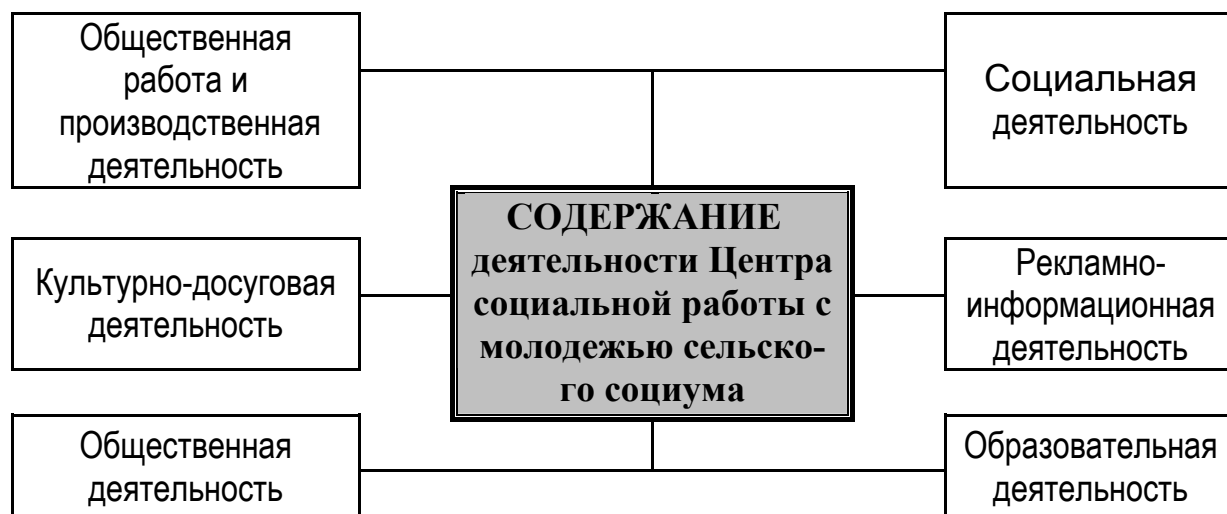 Общественная
работа и
производственная
деятельность
Социальная
деятельность
СОДЕРЖАНИЕ
деятельности Центра
социальной работы с
молодежью сельско-
го социума
Культурно-досуговая
деятельность
Рекламно-
информационная
деятельность
Общественная
деятельность
Образовательная
деятельность